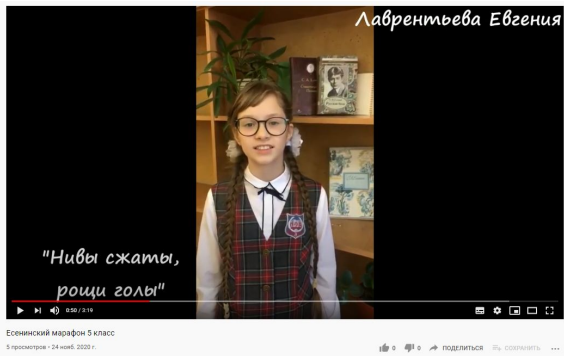 Лаврентьева Евгения
"Нивы сжаты,
рощи голы"
0:50 / 3:19
Есенинский марафон 5 класс
5 просмотров • 24 нояб. 2020 г.
0
0
ПОДЕЛИТЬСЯ
СОХРАНИТЬ